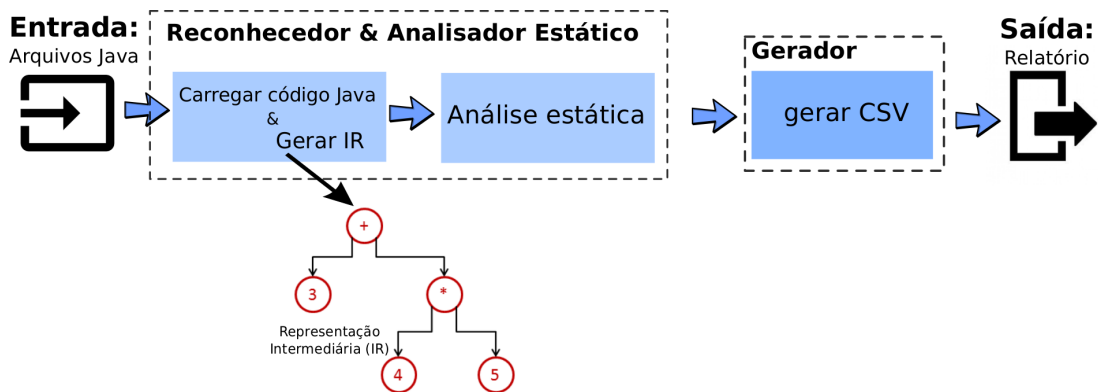 Entrada:
Arquivos Java
Reconhecedor & Analisador Estático
Carregar código Java
&
Gerar IR
Análise estática
Gerador
gerar CSV
Saída:
Relatório
+
3
*
Representação
Intermediária (IR)
4
5